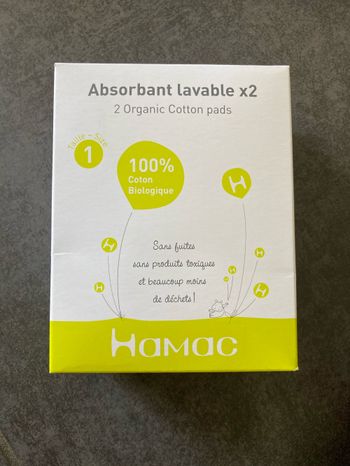 Absorbant lavable x2
2 Organic Cotton pads
Taille - Size
1
100%
Coton
Biologique
Sans fuites
sans produits toxiques
et beaucoup moins
de déchets!
Hamac